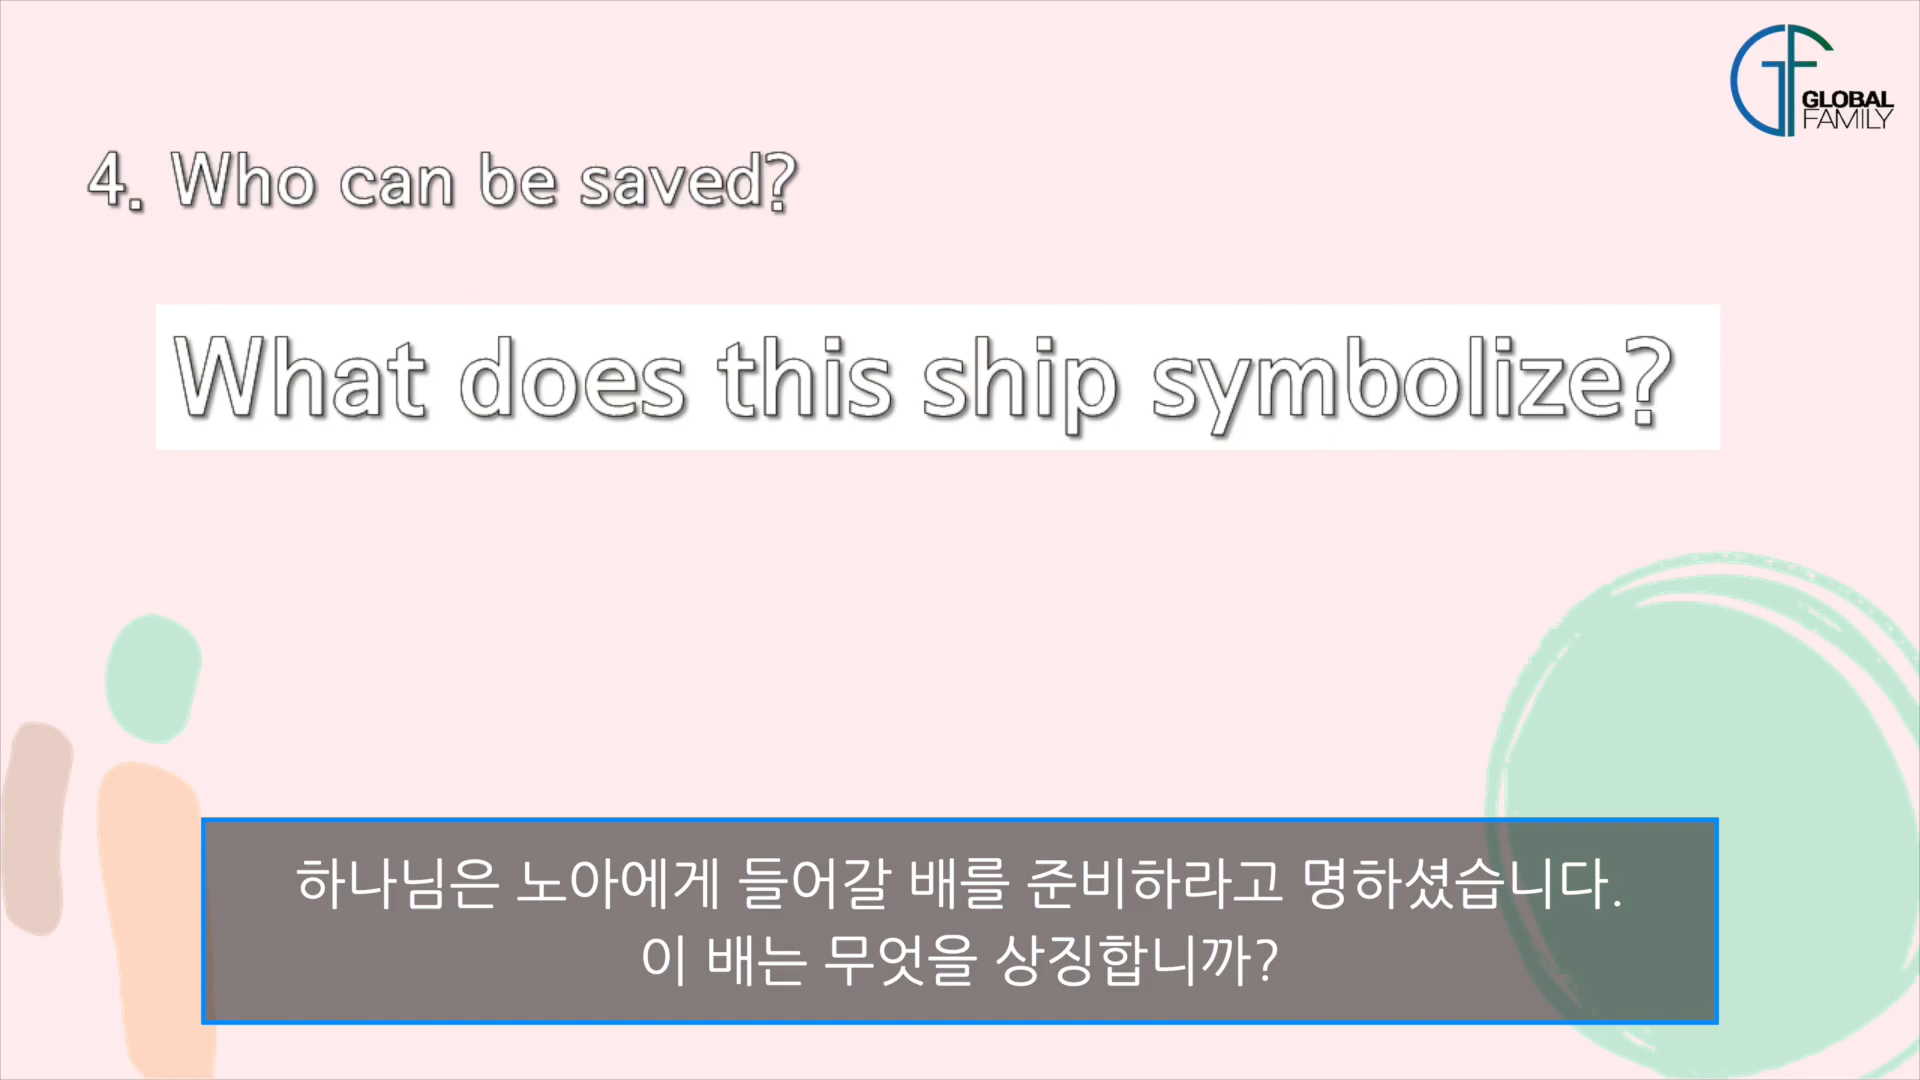 GLOBAL
FAMILY
4. Who can be saved?
What does this ship symbolize?
하나님은 노아에게 들어갈 배를 준비하라고 명하셨습니다.
이 배는 무엇을 상징합니까?